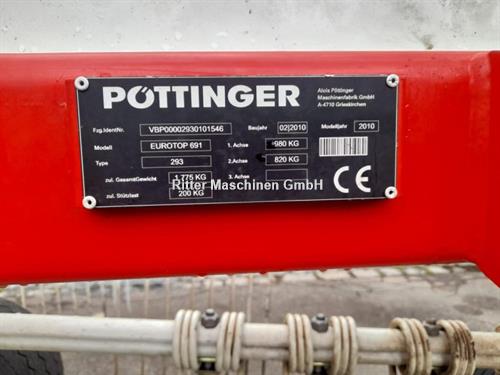 PÖTTINGER
Alois Pöttinger
Maschinenfabrik GmbH
A-4710 Grieskirchen
Fzg.IdentNr. VBP00002930101546 Baujahr 02|2010 Modelljahr 2010
Modell EUROTOP 691 1. Achse 980 KG
Type 293 2.Achse 820 KG
zul. GesamtGewicht 1 775 KG 3. Achse
zul. Stützlast 200 KG
CE
Ritter Maschinen GmbH